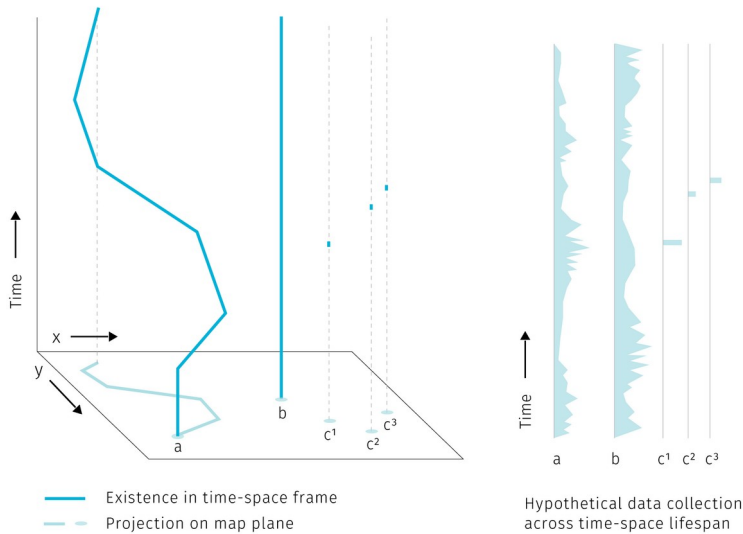 Time
x
y
a
b
c¹
c²
c³
Existence in time-space frame
Projection on map plane
Time
a
b
c¹
c²
c³
Hypothetical data collection
across time-space lifespan